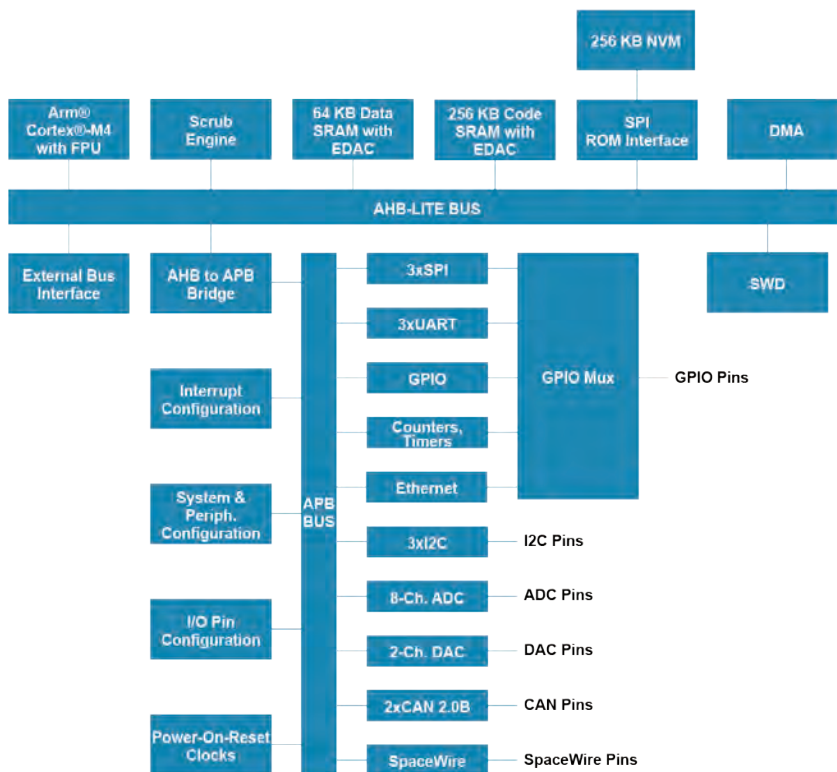 256 KB NVM
Arm®
Cortex®-M4
with FPU
Scrub
Engine
64 KB Data
SRAM with
EDAC
256 KB Code
SRAM with
EDAC
SPI
ROM Interface
DMA
AHB-LITE BUS
External Bus
Interface
AHB to APB
Bridge
3xSPI
SWD
3xUART
Interrupt
Configuration
GPIO
GPIO Mux
GPIO Pins
Counters,
Timers
System &
Periph.
Configuration
APB
BUS
Ethernet
3xI2C
I2C Pins
8-Ch. ADC
ADC Pins
I/O Pin
Configuration
2-Ch. DAC
DAC Pins
2xCAN 2.0B
CAN Pins
Power-On-Reset
Clocks
SpaceWire
SpaceWire Pins